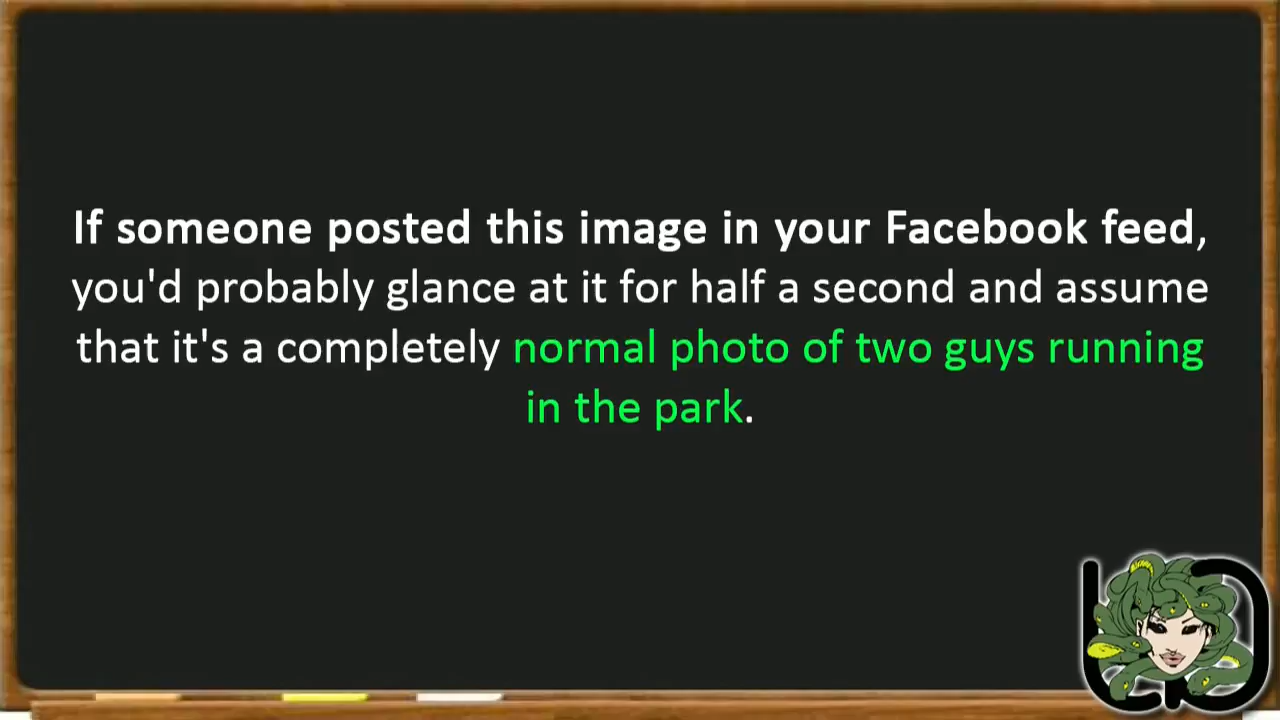 If someone posted this image in your Facebook feed,
you'd probably glance at it for half a second and assume
that it's a completely normal photo of two guys running
in the park.